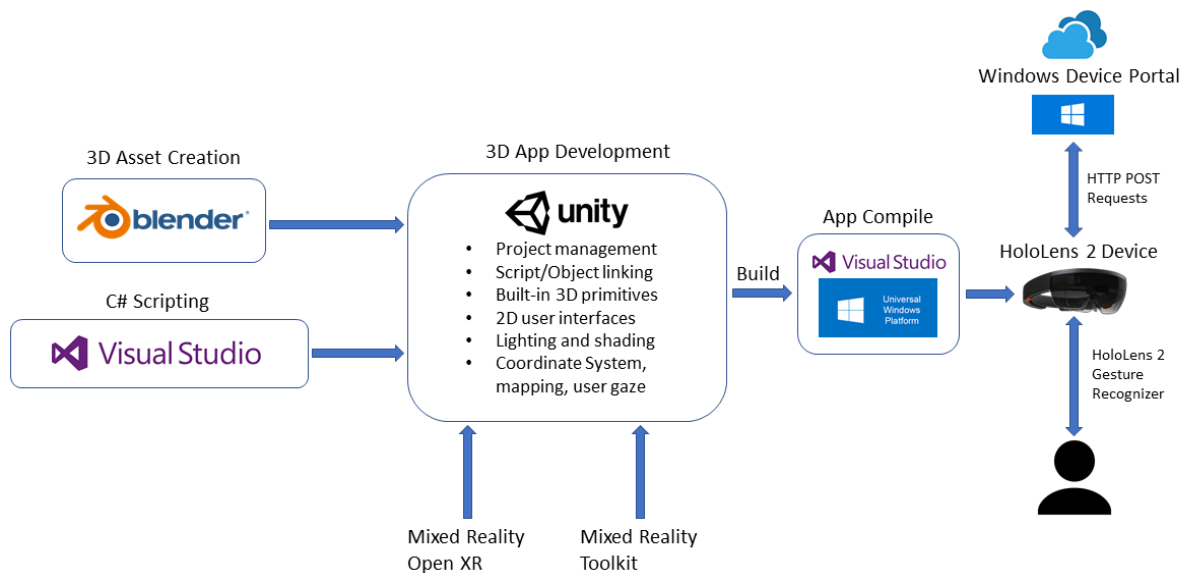 3D Asset Creation
blender
C# Scripting
Visual Studio
3D App Development
unity
• Project management
• Script/Object linking
• Built-in 3D primitives
• 2D user interfaces
• Lighting and shading
• Coordinate System,
mapping, user gaze
Mixed Reality
Open XR
Mixed Reality
Toolkit
Build
App Compile
Visual Studio
Universal
Windows
Platform
Windows Device Portal
HTTP POST
Requests
HoloLens 2 Device
HoloLens 2
Gesture
Recognizer